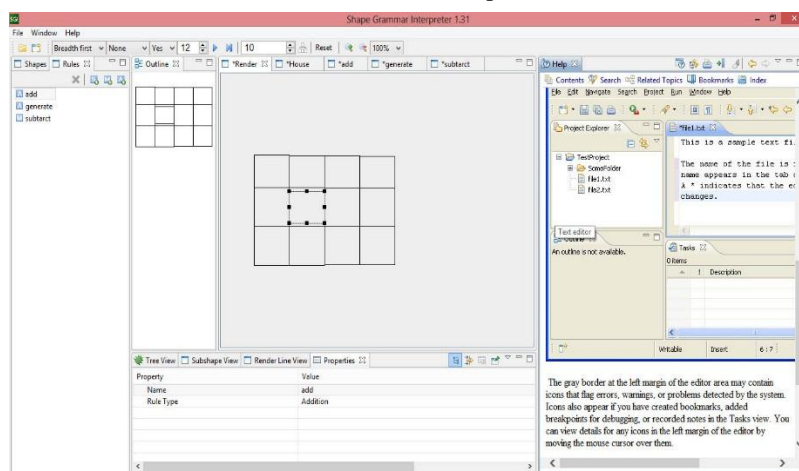 SGI Shape Grammar Interpreter 1.31
File Window Help
Breadth first None Yes 12 10 Reset 100%
Shapes Rules Outline *Render *House *add *generate *subterct Help
Contents Search Related Topics Bookmarks Index
add
generate
subtarct
File Edit Navigate Search Project Run Window Help
Project Explorer *file1.txt
This is a sample text fi
TestProject
SomeFolder
file1.txt
file2.txt
The name of the file is
name appears in the tab
A * indicates that the ed
changes.
Text editor
Outline
An outline is not available.
Tasks
0 items
! Description
Writable Insert 6 : 7
Tree View Subshape View Render Line View Properties
Property Value
Name add
Rule Type Addition
The gray border at the left margin of the editor area may contain
icons that flag errors, warnings, or problems detected by the system.
Icons also appear if you have created bookmarks, added
breakpoints for debugging, or recorded notes in the Tasks view. You
can view details for any icons in the left margin of the editor by
moving the mouse cursor over them.